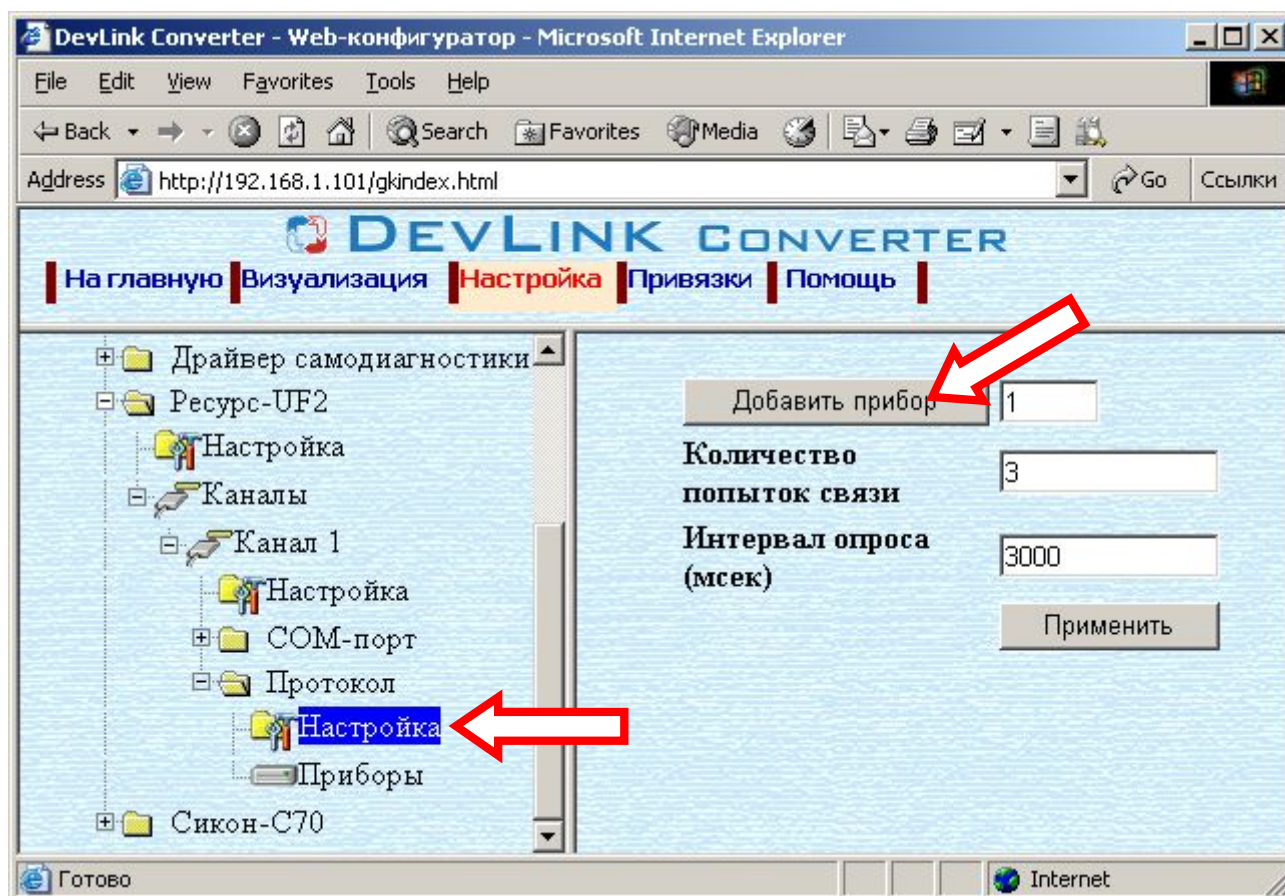 DevLink Converter - Web-конфигуратор - Microsoft Internet Explorer
File Edit View Favorites Tools Help
Back Search Favorites Media
Address http://192.168.1.101/gkindex.html Go Ссылки
DEVLINK CONVERTER
На главную Визуализация Настройка Привязки Помощь
Драйвер самодиагностики
Ресурс-UF2
Настройка
Каналы
Канал 1
Настройка
COM-порт
Протокол
Настройка
Приборы
Сикон-С70
Добавить прибор 1
Количество
попыток связи
3
Интервал опроса
(мсек)
3000
Применить
Готово Internet